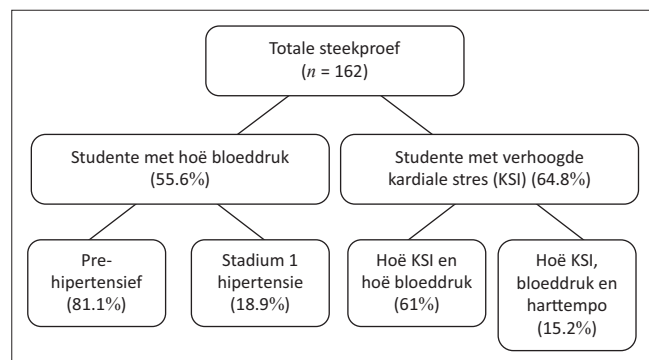 Totale steekproef
(n = 162)
Studente met hoë bloeddruk
(55.6%)
Studente met verhoogde
kardiale stres (KSI) (64.8%)
Pre-
hipertensief
(81.1%)
Stadium 1
hipertensie
(18.9%)
Hoë KSI en
hoë bloeddruk
(61%)
Hoë KSI,
bloeddruk en
harttempo
(15.2%)